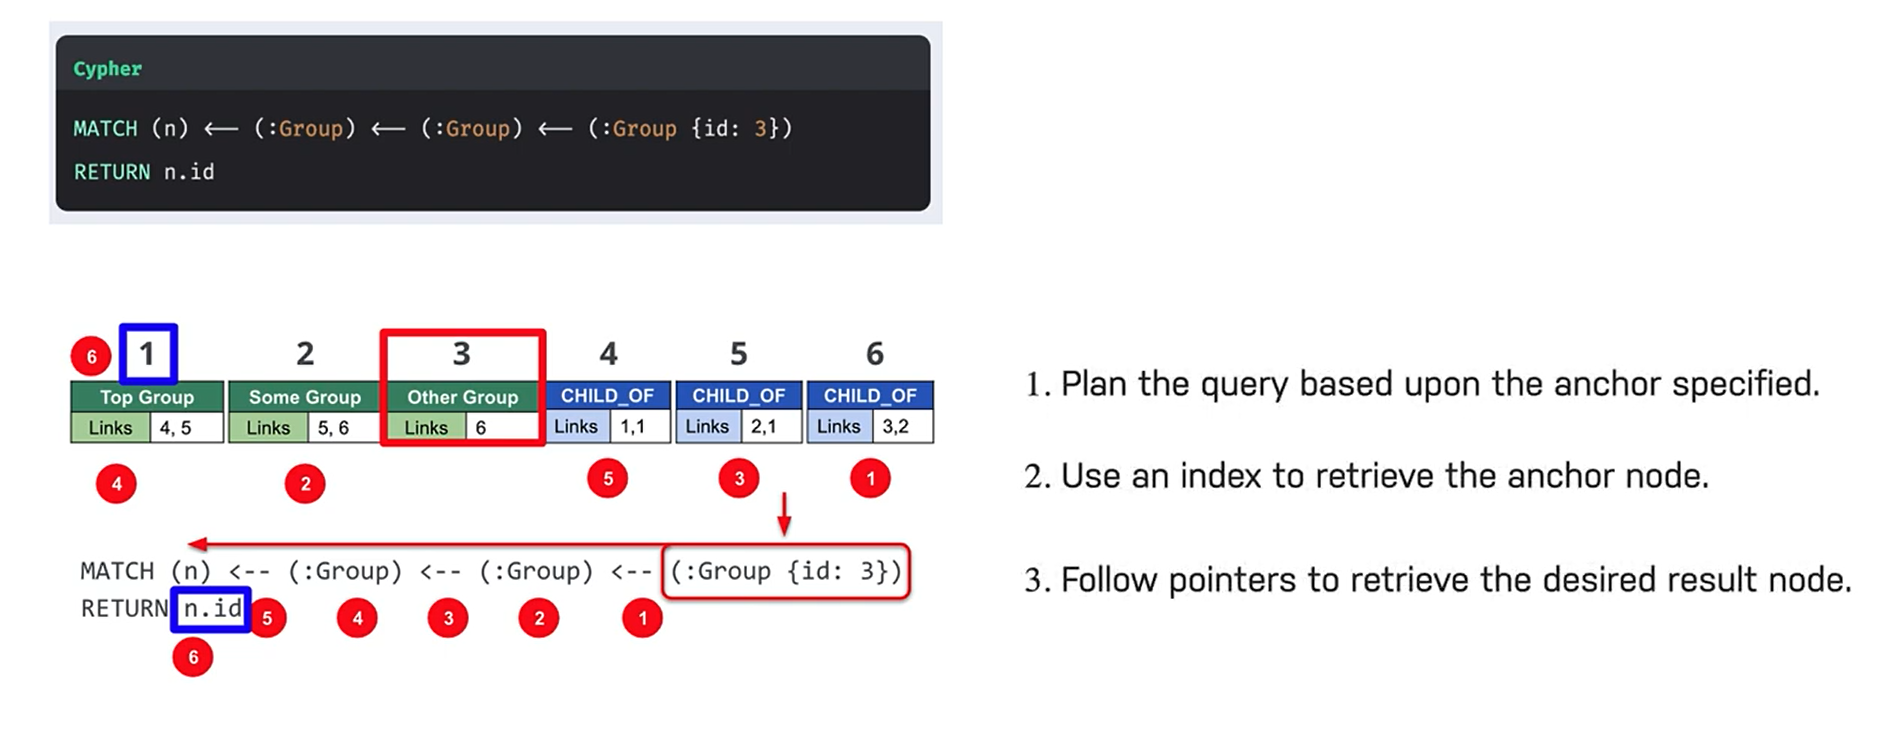 Cypher
MATCH (n) <-- (:Group) <-- (:Group) <-- (:Group {id: 3})
RETURN n.id
6 1 2 3 4 5 6
Top Group Some Group Other Group CHILD_OF CHILD_OF CHILD_OF
Links 4, 5 Links 5, 6 Links 6 Links 1,1 Links 2,1 Links 3,2
4 2 5 3 1
MATCH (n) <-- (:Group) <-- (:Group) <-- (:Group {id: 3})
RETURN n.id
5 4 3 2 1
6
1. Plan the query based upon the anchor specified.
2. Use an index to retrieve the anchor node.
3. Follow pointers to retrieve the desired result node.